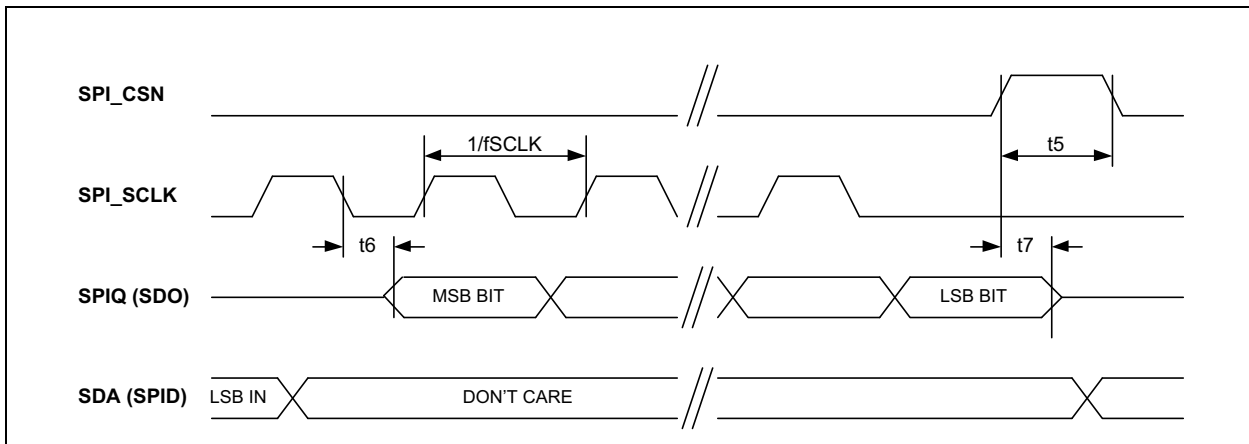 SPI_CSN
1/fSCLK
t5
SPI_SCLK
t6
t7
SPIQ (SDO)
MSB BIT
LSB BIT
SDA (SPID)
LSB IN
DON'T CARE